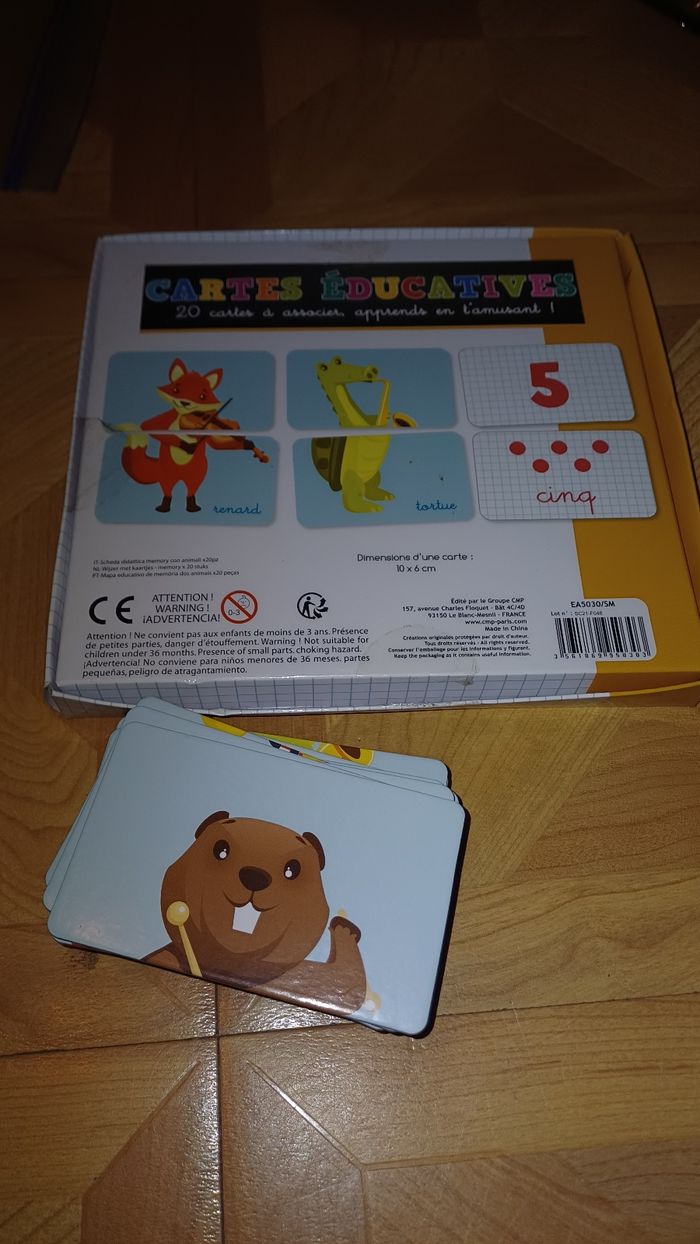 CARTES ÉDUCATIVES
20 cartes à associer, apprends en t'amusant !
5
renard
tortue
cinq
IT-Scheda didattica memory con animali x20pz
NL-Wijzer met kaartjes - memory x 20 stuks
PT-Mapa educativo de memória dos animais x20 peças
Dimensions d'une carte :
10 x 6 cm
CE
ATTENTION !
WARNING !
¡ADVERTENCIA!
0-3
Attention ! Ne convient pas aux enfants de moins de 3 ans. Présence
de petites parties, danger d'étouffement. Warning ! Not suitable for
children under 36 months. Presence of small parts. choking hazard.
¡Advertencia! No conviene para niños menores de 36 meses. partes
pequeñas, peligro de atragantamiento.
Édité par le Groupe CMP
157, avenue Charles Floquet - Bât 4C/4D
93150 Le Blanc-Mesnil - FRANCE
www.cmp-paris.com
Made in China
Créations originales protégées par droit d'auteur.
Tous droits réservés - All rights reserved.
Conserver l'emballage pour les informations y figurant.
Keep the packaging as it contains useful information.
EA5030/SM
Lot n° : SC21-F04E